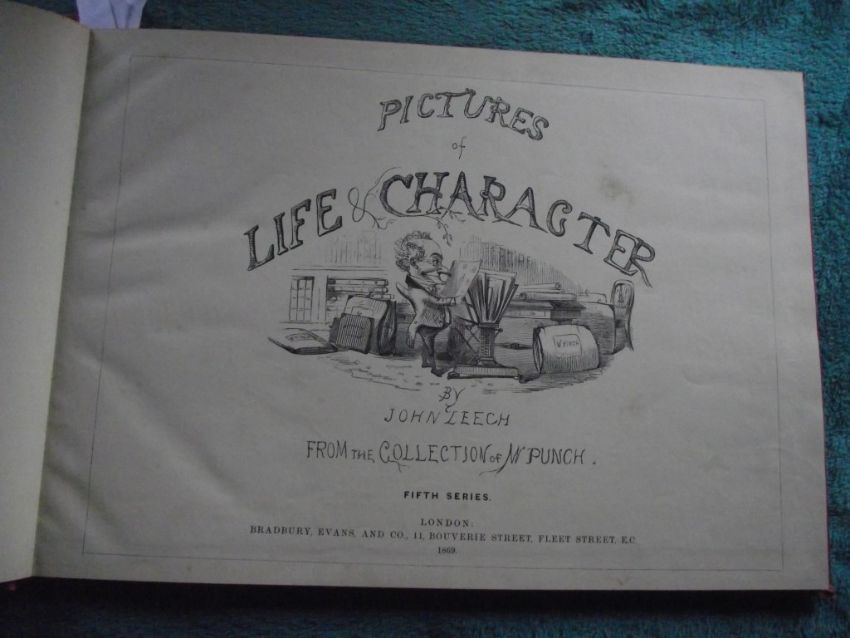 PICTURES
of
LIFE & CHARACTER
BY
JOHN LEECH
FROM THE COLLECTION of Mr PUNCH.
FIFTH SERIES.
LONDON:
BRADBURY, EVANS, AND CO., 11, BOUVERIE STREET, FLEET STREET, E.C.
1869.